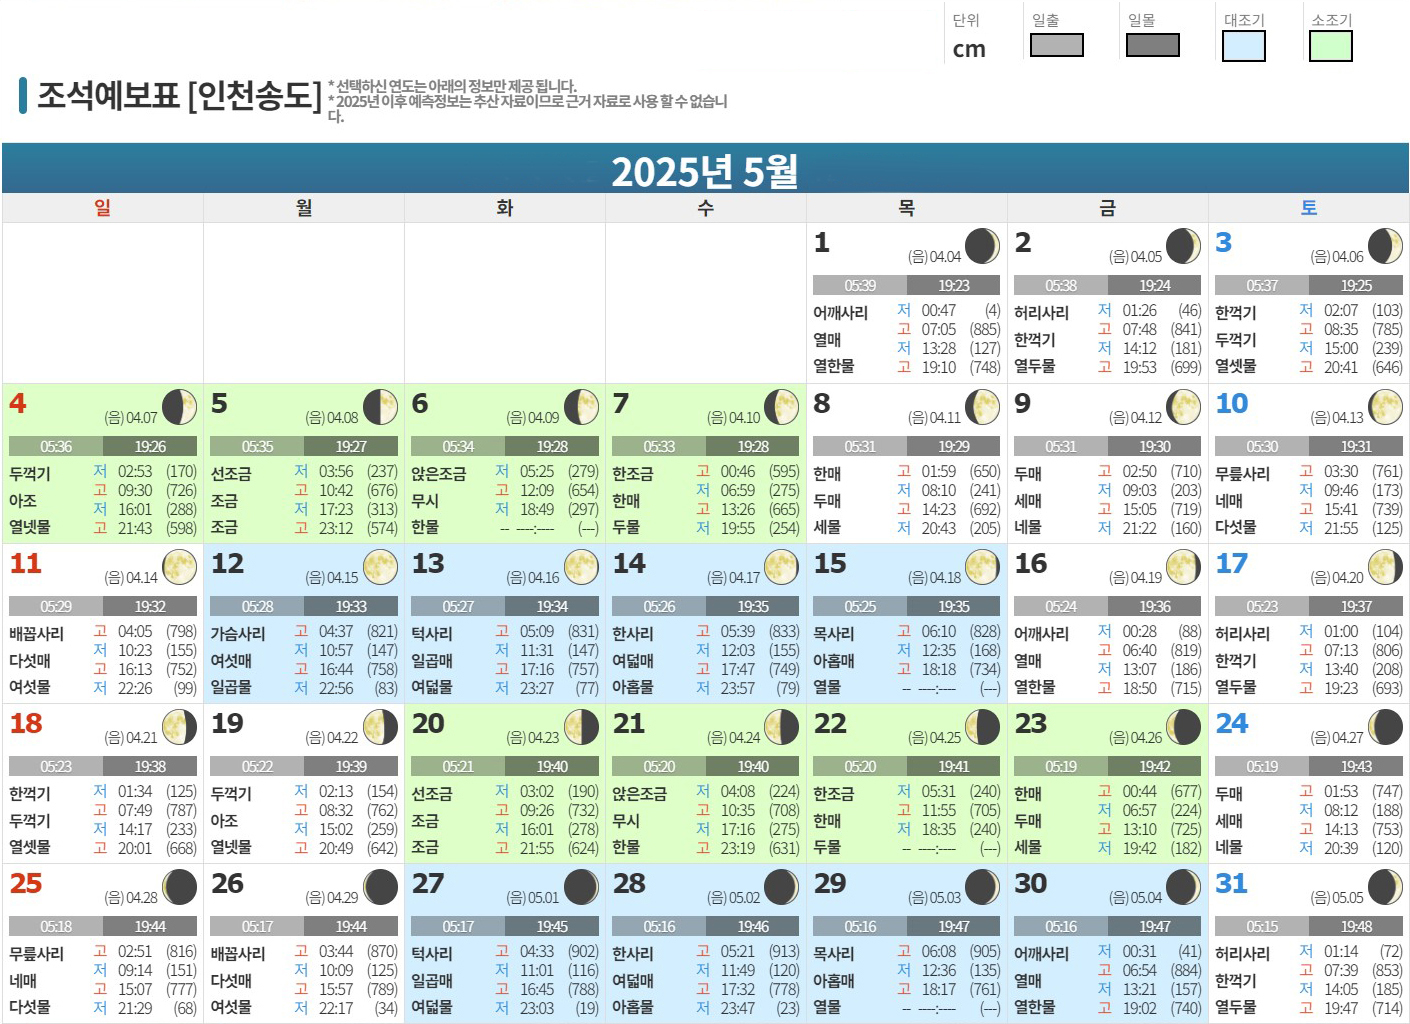 단위 일출 일몰 대조기 소조기
cm
조석예보표 [인천송도]
* 선택하신 연도는 아래의 정보만 제공 됩니다.
* 2025년 이후 예측정보는 추산 자료이므로 근거 자료로 사용 할 수 없습니
다.
2025년 5월
일 월 화 수 목 금 토
1 (음) 04.04
05:39 19:23
어깨사리
열매
열한물
저 00:47 (4)
고 07:05 (885)
저 13:28 (127)
고 19:10 (748)
2 (음) 04.05
05:38 19:24
허리사리
한꺽기
열두물
저 01:26 (46)
고 07:48 (841)
저 14:12 (181)
고 19:53 (699)
3 (음) 04.06
05:37 19:25
한꺽기
두꺽기
열셋물
저 02:07 (103)
고 08:35 (785)
저 15:00 (239)
고 20:41 (646)
4 (음) 04.07
05:36 19:26
두꺽기
아조
열넷물
저 02:53 (170)
고 09:30 (726)
저 16:01 (288)
고 21:43 (598)
5 (음) 04.08
05:35 19:27
선조금
조금
조금
저 03:56 (237)
고 10:42 (676)
저 17:23 (313)
고 23:12 (574)
6 (음) 04.09
05:34 19:28
앉은조금
무시
한물
저 05:25 (279)
고 12:09 (654)
저 18:49 (297)
-- ----:---- (---)
7 (음) 04.10
05:33 19:28
한조금
한매
두물
고 00:46 (595)
저 06:59 (275)
고 13:26 (665)
저 19:55 (254)
8 (음) 04.11
05:31 19:29
한매
두매
세물
고 01:59 (650)
저 08:10 (241)
고 14:23 (692)
저 20:43 (205)
9 (음) 04.12
05:31 19:30
두매
세매
네물
고 02:50 (710)
저 09:03 (203)
고 15:05 (719)
저 21:22 (160)
10 (음) 04.13
05:30 19:31
무릎사리
네매
다섯물
고 03:30 (761)
저 09:46 (173)
고 15:41 (739)
저 21:55 (125)
11 (음) 04.14
05:29 19:32
배꼽사리
다섯매
여섯물
고 04:05 (798)
저 10:23 (155)
고 16:13 (752)
저 22:26 (99)
12 (음) 04.15
05:28 19:33
가슴사리
여섯매
일곱물
고 04:37 (821)
저 10:57 (147)
고 16:44 (758)
저 22:56 (83)
13 (음) 04.16
05:27 19:34
턱사리
일곱매
여덟물
고 05:09 (831)
저 11:31 (147)
고 17:16 (757)
저 23:27 (77)
14 (음) 04.17
05:26 19:35
한사리
여덟매
아홉물
고 05:39 (833)
저 12:03 (155)
고 17:47 (749)
저 23:57 (79)
15 (음) 04.18
05:25 19:35
목사리
아홉매
열물
고 06:10 (828)
저 12:35 (168)
고 18:18 (734)
-- ----:---- (---)
16 (음) 04.19
05:24 19:36
어깨사리
열매
열한물
저 00:28 (88)
고 06:40 (819)
저 13:07 (186)
고 18:50 (715)
17 (음) 04.20
05:23 19:37
허리사리
한꺽기
열두물
저 01:00 (104)
고 07:13 (806)
저 13:40 (208)
고 19:23 (693)
18 (음) 04.21
05:23 19:38
한꺽기
두꺽기
열셋물
저 01:34 (125)
고 07:49 (787)
저 14:17 (233)
고 20:01 (668)
19 (음) 04.22
05:22 19:39
두꺽기
아조
열넷물
저 02:13 (154)
고 08:32 (762)
저 15:02 (259)
고 20:49 (642)
20 (음) 04.23
05:21 19:40
선조금
조금
조금
저 03:02 (190)
고 09:26 (732)
저 16:01 (278)
고 21:55 (624)
21 (음) 04.24
05:20 19:40
앉은조금
무시
한물
저 04:08 (224)
고 10:35 (708)
저 17:16 (275)
고 23:19 (631)
22 (음) 04.25
05:20 19:41
한조금
한매
두물
저 05:31 (240)
고 11:55 (705)
저 18:35 (240)
-- ----:---- (---)
23 (음) 04.26
05:19 19:42
한매
두매
세물
고 00:44 (677)
저 06:57 (224)
고 13:10 (725)
저 19:42 (182)
24 (음) 04.27
05:19 19:43
두매
세매
네물
고 01:53 (747)
저 08:12 (188)
고 14:13 (753)
저 20:39 (120)
25 (음) 04.28
05:18 19:44
무릎사리
네매
다섯물
고 02:51 (816)
저 09:14 (151)
고 15:07 (777)
저 21:29 (68)
26 (음) 04.29
05:17 19:44
배꼽사리
다섯매
여섯물
고 03:44 (870)
저 10:09 (125)
고 15:57 (789)
저 22:17 (34)
27 (음) 05.01
05:17 19:45
턱사리
일곱매
여덟물
고 04:33 (902)
저 11:01 (116)
고 16:45 (788)
저 23:03 (19)
28 (음) 05.02
05:16 19:46
한사리
여덟매
아홉물
고 05:21 (913)
저 11:49 (120)
고 17:32 (778)
저 23:47 (23)
29 (음) 05.03
05:16 19:47
목사리
아홉매
열물
고 06:08 (905)
저 12:36 (135)
고 18:17 (761)
-- ----:---- (---)
30 (음) 05.04
05:16 19:47
어깨사리
열매
열한물
저 00:31 (41)
고 06:54 (884)
저 13:21 (157)
고 19:02 (740)
31 (음) 05.05
05:15 19:48
허리사리
한꺽기
열두물
저 01:14 (72)
고 07:39 (853)
저 14:05 (185)
고 19:47 (714)